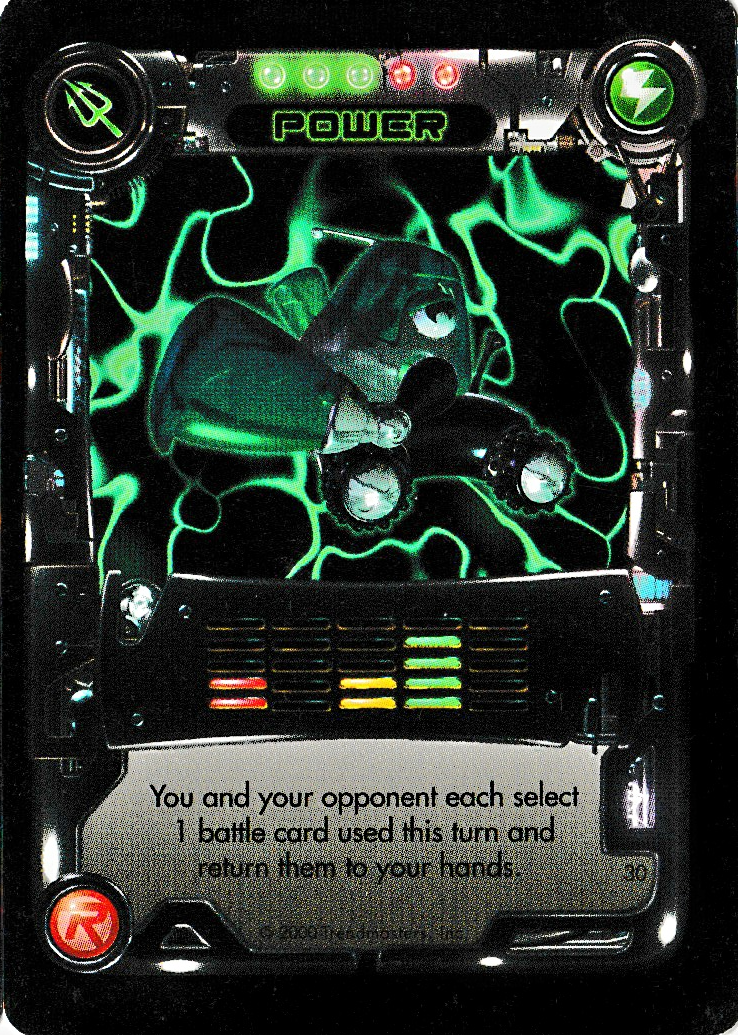 POWER
You and your opponent each select
1 battle card used this turn and
return them to your hands.
30
R
© 2000 Trendmasters, Inc.